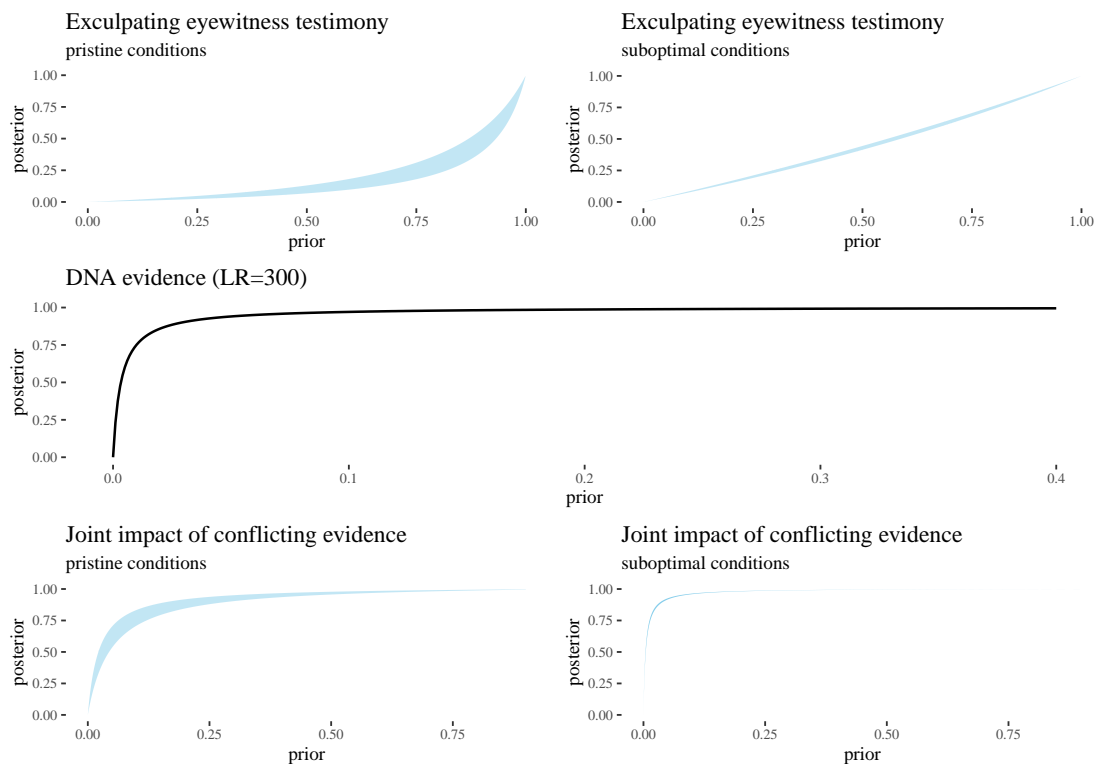 Exculpating eyewitness testimony
pristine conditions
1.00
0.75
0.50
0.25
0.00
posterior
0.00 0.25 0.50 0.75 1.00
prior
Exculpating eyewitness testimony
suboptimal conditions
1.00
0.75
0.50
0.25
0.00
posterior
0.00 0.25 0.50 0.75 1.00
prior
DNA evidence (LR=300)
1.00
0.75
0.50
0.25
0.00
posterior
0.0 0.1 0.2 0.3 0.4
prior
Joint impact of conflicting evidence
pristine conditions
1.00
0.75
0.50
0.25
0.00
posterior
0.00 0.25 0.50 0.75
prior
Joint impact of conflicting evidence
suboptimal conditions
1.00
0.75
0.50
0.25
0.00
posterior
0.00 0.25 0.50 0.75
prior